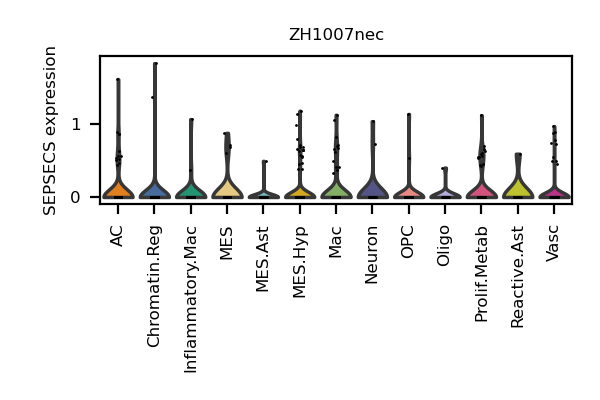 ZH1007nec
SEPSECS expression
1
0
AC
Chromatin.Reg
Inflammatory.Mac
MES
MES.Ast
MES.Hyp
Mac
Neuron
OPC
Oligo
Prolif.Metab
Reactive.Ast
Vasc